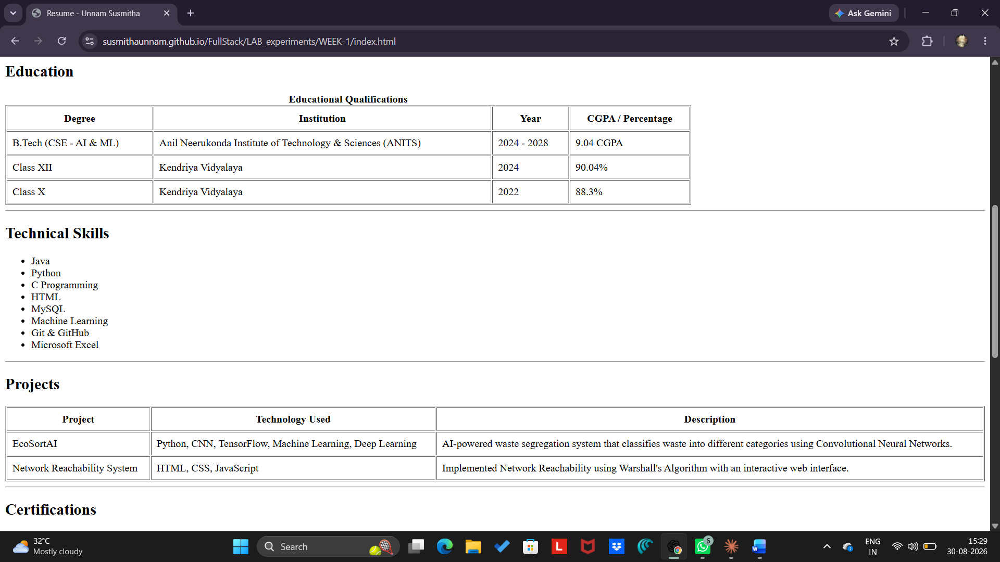 Resume - Unnam Susmitha
Ask Gemini
susmithaunnam.github.io/FullStack/LAB_experiments/WEEK-1/index.html
Education
Educational Qualifications
Degree Institution Year CGPA / Percentage
B.Tech (CSE - AI & ML) Anil Neerukonda Institute of Technology & Sciences (ANITS) 2024 - 2028 9.04 CGPA
Class XII Kendriya Vidyalaya 2024 90.04%
Class X Kendriya Vidyalaya 2022 88.3%
Technical Skills
• Java
• Python
• C Programming
• HTML
• MySQL
• Machine Learning
• Git & GitHub
• Microsoft Excel
Projects
Project Technology Used Description
EcoSortAI Python, CNN, TensorFlow, Machine Learning, Deep Learning AI-powered waste segregation system that classifies waste into different categories using Convolutional Neural Networks.
Network Reachability System HTML, CSS, JavaScript Implemented Network Reachability using Warshall's Algorithm with an interactive web interface.
Certifications
32°C
Mostly cloudy
Search
L
6
W
ENG
IN
15:29
30-08-2026